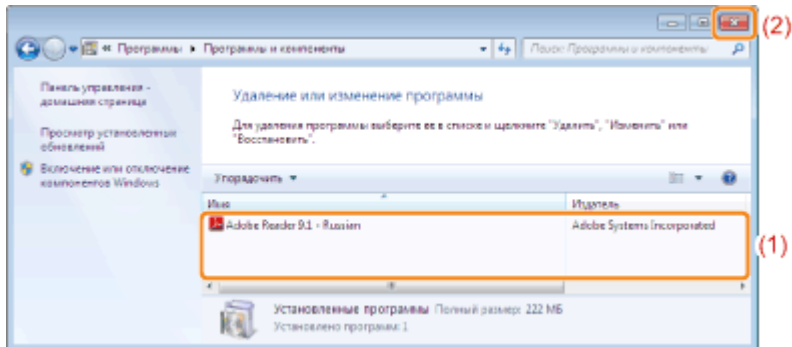 (2)
« Программы ▸ Программы и компоненты
Поиск: Программы и компоненты
Панель управления -
домашняя страница
Просмотр установленных
обновлений
Включение или отключение
компонентов Windows
Удаление или изменение программы
Для удаления программы выберите ее в списке и щелкните "Удалить", "Изменить" или
"Восстановить".
Упорядочить
Имя
Издатель
Adobe Reader 9.1 - Russian
Adobe Systems Incorporated
(1)
Установленные программы Полный размер: 222 МБ
Установлено программ: 1